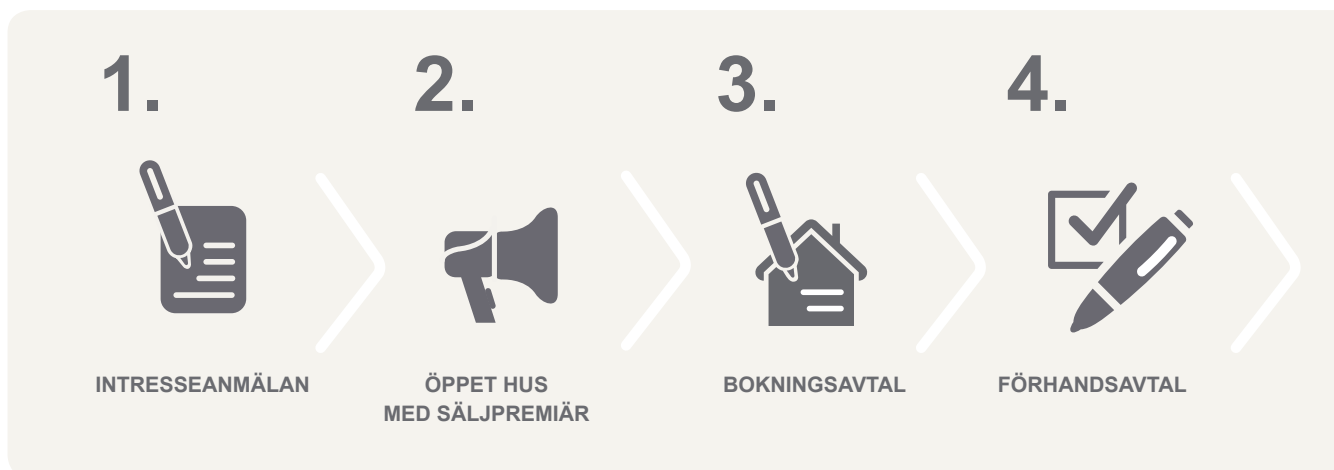 1.
2.
3.
4.
INTRESSEANMÄLAN
ÖPPET HUS
MED SÄLJPREMIÄR
BOKNINGSAVTAL
FÖRHANDSAVTAL